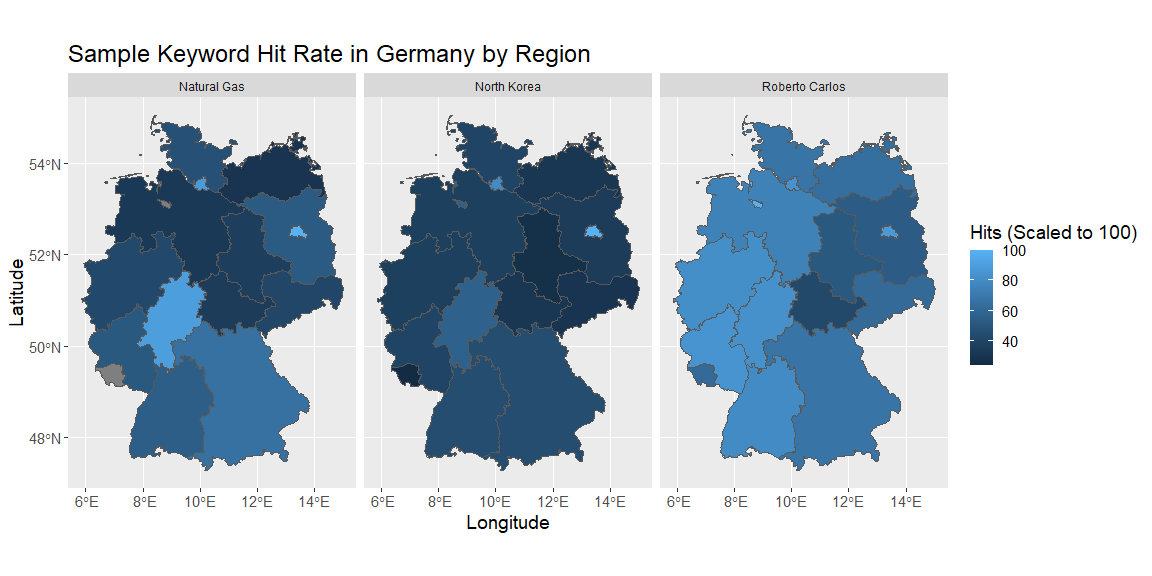 Sample Keyword Hit Rate in Germany by Region
Natural Gas
North Korea
Roberto Carlos
54°N
52°N
50°N
48°N
Latitude
6°E 8°E 10°E 12°E 14°E
6°E 8°E 10°E 12°E 14°E
6°E 8°E 10°E 12°E 14°E
Longitude
Hits (Scaled to 100)
100
80
60
40